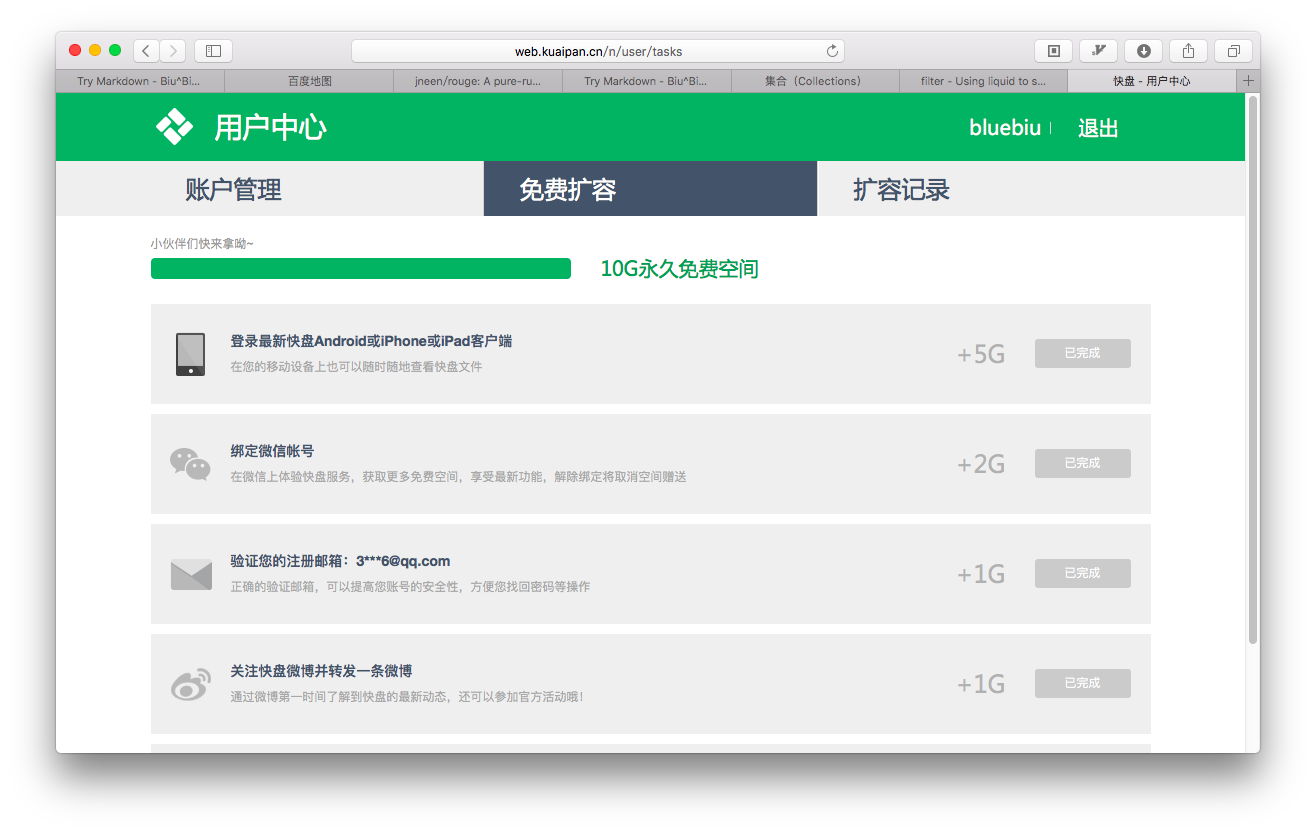 web.kuaipan.cn/n/user/tasks
Try Markdown - Biu^Bi...
百度地图
jneen/rouge: A pure-ru...
Try Markdown - Biu^Bi...
集合（Collections）
filter - Using liquid to s...
快盘 - 用户中心
用户中心
bluebiu
退出
账户管理
免费扩容
扩容记录
小伙伴们快来拿呦~
10G永久免费空间
登录最新快盘Android或iPhone或iPad客户端
在您的移动设备上也可以随时随地查看快盘文件
+5G
已完成
绑定微信帐号
在微信上体验快盘服务，获取更多免费空间，享受最新功能，解除绑定将取消空间赠送
+2G
已完成
验证您的注册邮箱：3***6@qq.com
正确的验证邮箱，可以提高您账号的安全性，方便您找回密码等操作
+1G
已完成
关注快盘微博并转发一条微博
通过微博第一时间了解到快盘的最新动态，还可以参加官方活动哦！
+1G
已完成